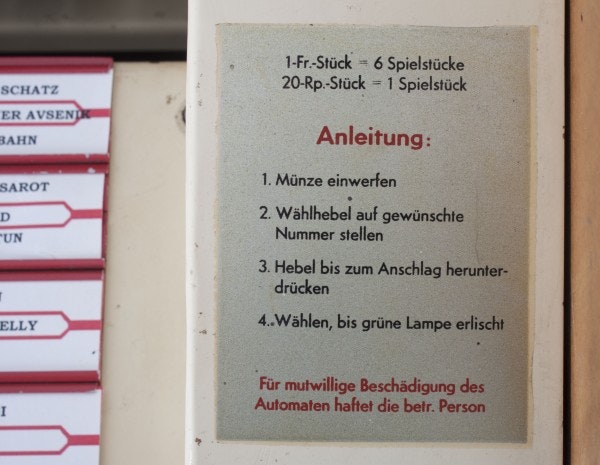 SCHATZ
ER AVSENIK
BAHN
SAROT
D
TUN
ELLY
I
1-Fr.-Stück = 6 Spielstücke
20-Rp.-Stück = 1 Spielstück
Anleitung:
1. Münze einwerfen
2. Wählhebel auf gewünschte
Nummer stellen
3. Hebel bis zum Anschlag herunter-
drücken
4. Wählen, bis grüne Lampe erlischt
Für mutwillige Beschädigung des
Automaten haftet die betr. Person